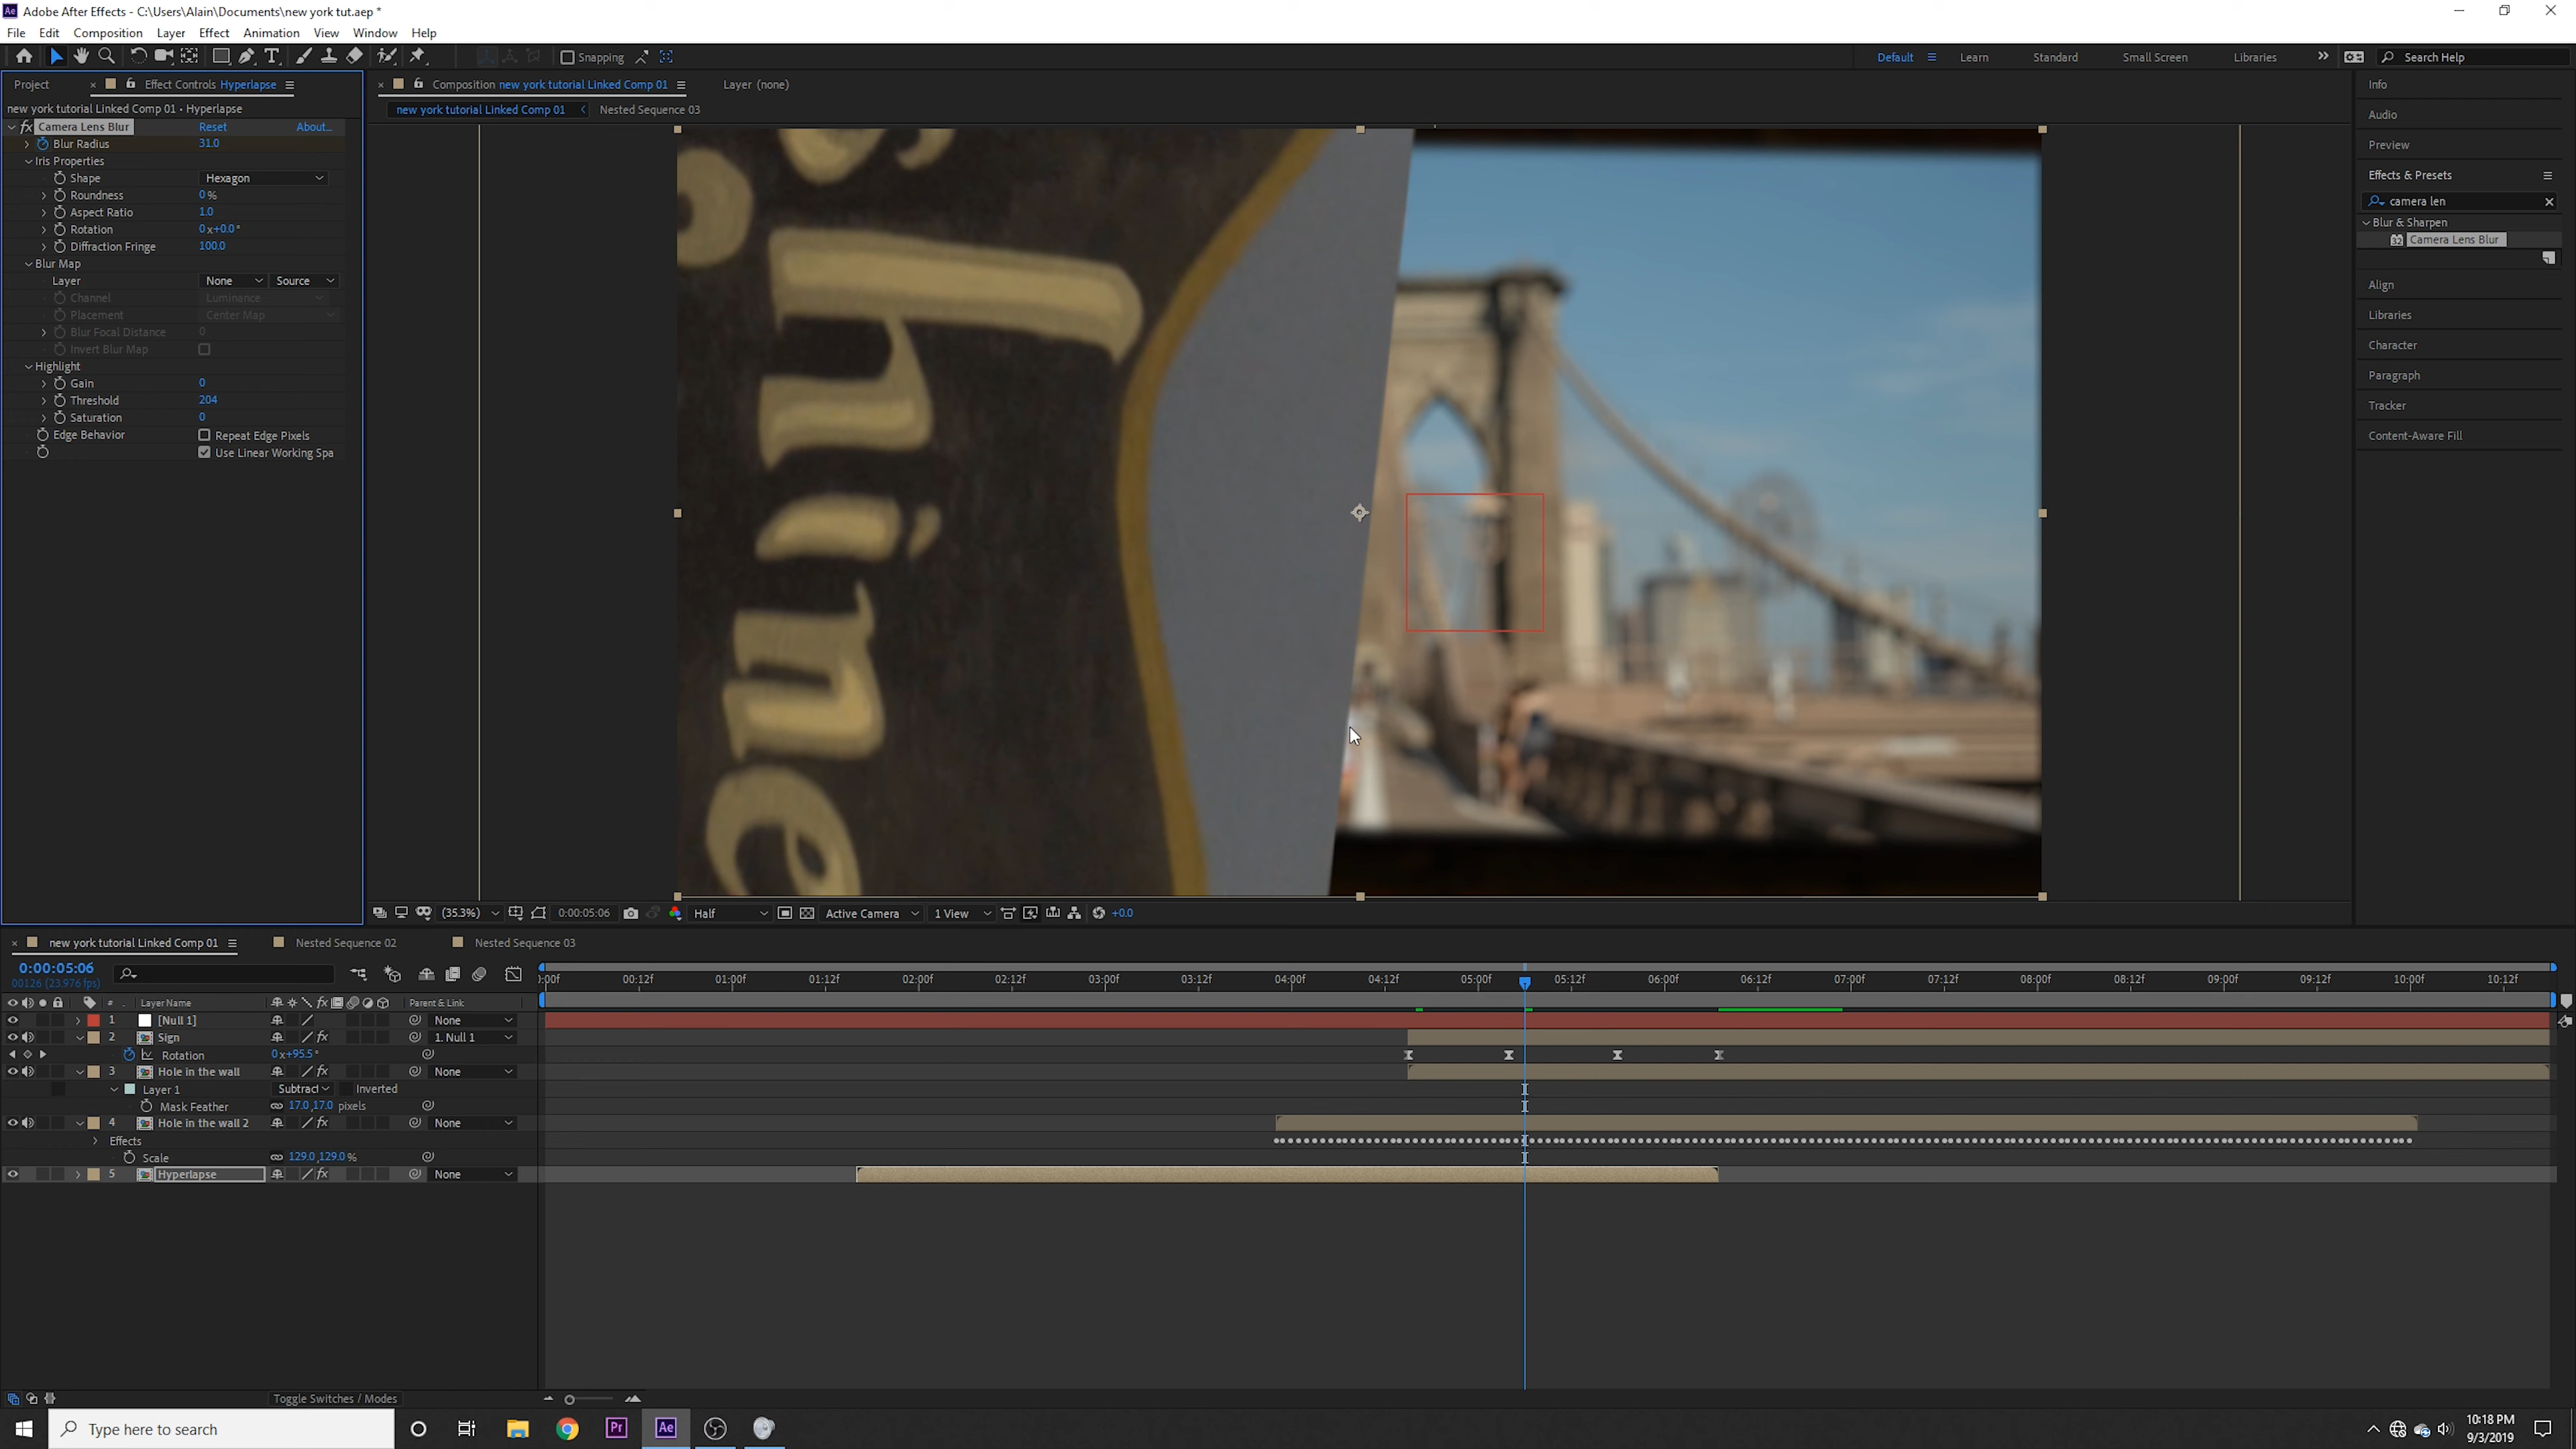 Ae Adobe After Effects - C:\Users\Alain\Documents\new york tut.aep *
File Edit Composition Layer Effect Animation View Window Help
Snapping Default Learn Standard Small Screen Libraries Search Help
Project Effect Controls Hyperlapse
Composition new york tutorial Linked Comp 01 Layer (none)
new york tutorial Linked Comp 01 • Hyperlapse
new york tutorial Linked Comp 01 Nested Sequence 03
fx Camera Lens Blur Reset About...
Blur Radius 31.0
Iris Properties
Shape Hexagon
Roundness 0 %
Aspect Ratio 1.0
Rotation 0 x+0.0 °
Diffraction Fringe 100.0
Blur Map
Layer None Source
Channel Luminance
Placement Center Map
Blur Focal Distance 0
Invert Blur Map
Highlight
Gain 0
Threshold 204
Saturation 0
Edge Behavior Repeat Edge Pixels
Use Linear Working Spa
hine
Info
Audio
Preview
Effects & Presets
camera len
Blur & Sharpen
32 Camera Lens Blur
Align
Libraries
Character
Paragraph
Tracker
Content-Aware Fill
(35.3%) 0:00:05:06 Half Active Camera 1 View +0.0
new york tutorial Linked Comp 01 Nested Sequence 02 Nested Sequence 03
0:00:05:06
00126 (23.976 fps)
:00f 00:12f 01:00f 01:12f 02:00f 02:12f 03:00f 03:12f 04:00f 04:12f 05:00f 05:12f 06:00f 06:12f 07:00f 07:12f 08:00f 08:12f 09:00f 09:12f 10:00f 10:12f
# Layer Name fx Parent & Link
1 [Null 1] None
2 Sign fx 1. Null 1
Rotation 0 x+95.5 °
3 Hole in the wall fx None
Layer 1 Subtract Inverted
Mask Feather 17.0,17.0 pixels
4 Hole in the wall 2 fx None
Effects
Scale 129.0,129.0 %
5 Hyperlapse fx None
Toggle Switches / Modes
Type here to search Pr Ae
10:18 PM
9/3/2019